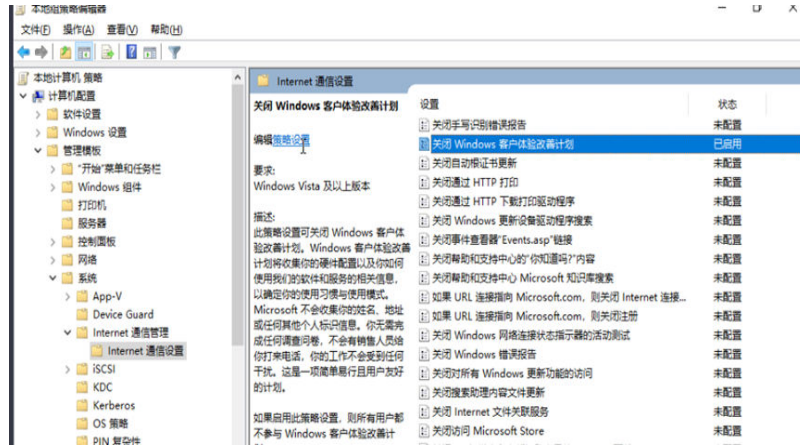 本地组策略编辑器
文件(F) 操作(A) 查看(V) 帮助(H)
本地计算机 策略
计算机配置
软件设置
Windows 设置
管理模板
"开始"菜单和任务栏
Windows 组件
打印机
服务器
控制面板
网络
系统
App-V
Device Guard
Internet 通信管理
Internet 通信设置
iSCSI
KDC
Kerberos
OS 策略
PIN 复杂性
Internet 通信设置
关闭 Windows 客户体验改善计划
编辑策略设置
要求:
Windows Vista 及以上版本
描述:
此策略设置可关闭 Windows 客户体
验改善计划。Windows 客户体验改善
计划将收集你的硬件配置以及你如何
使用我们的软件和服务的相关信息,
以确定你的使用习惯与使用模式。
Microsoft 不会收集你的姓名、地址
或任何其他个人标识信息。你无需完
成任何调查问卷，不会有销售人员给
你打来电话，你的工作不会受到任何
干扰。这是一项简单易行且用户友好
的计划。
如果启用此策略设置，则所有用户都
不参与 Windows 客户体验改善计
设置 状态
关闭手写识别错误报告 未配置
关闭 Windows 客户体验改善计划 已启用
关闭自动根证书更新 未配置
关闭通过 HTTP 打印 未配置
关闭通过 HTTP 下载打印驱动程序 未配置
关闭 Windows 更新设备驱动程序搜索 未配置
关闭事件查看器"Events.asp"链接 未配置
关闭帮助和支持中心的"你知道吗?"内容 未配置
关闭帮助和支持中心 Microsoft 知识库搜索 未配置
如果 URL 连接指向 Microsoft.com，则关闭 Internet 连接... 未配置
如果 URL 连接指向 Microsoft.com，则关闭注册 未配置
关闭 Windows 网络连接状态指示器的活动测试 未配置
关闭 Windows 错误报告 未配置
关闭对所有 Windows 更新功能的访问 未配置
关闭搜索助理内容文件更新 未配置
关闭 Internet 文件关联服务 未配置
关闭访问 Microsoft Store 未配置